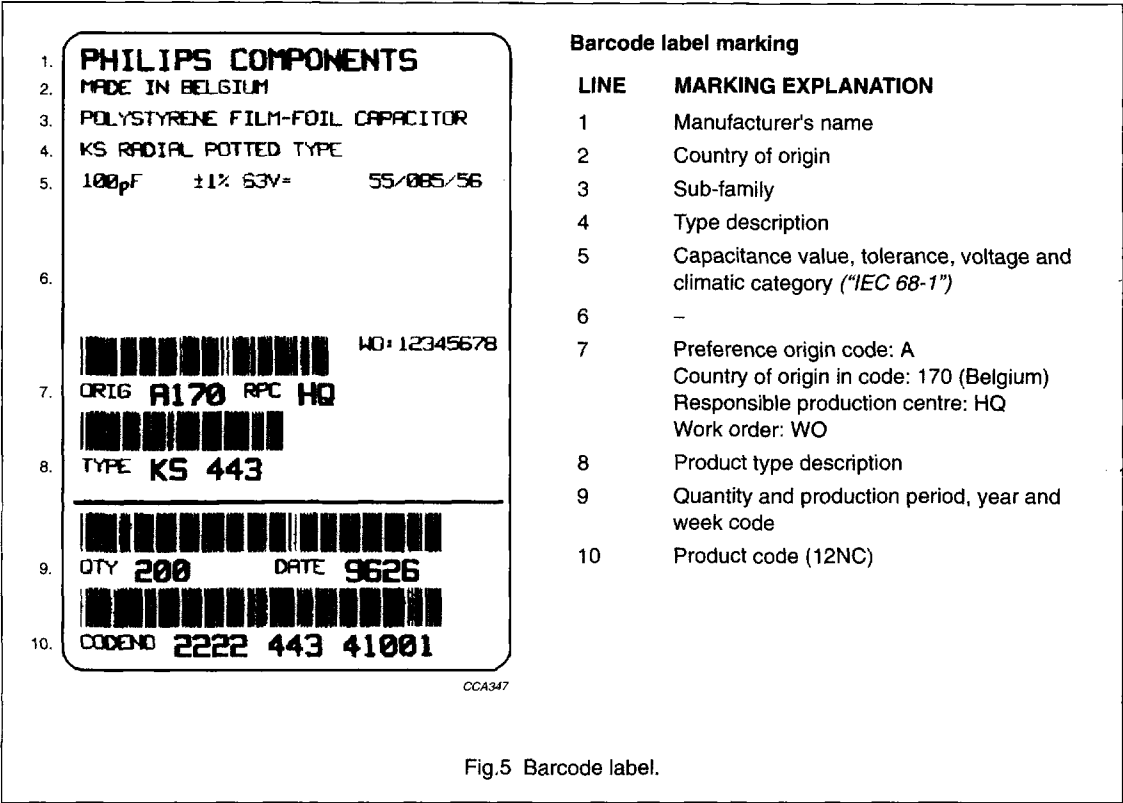 1. PHILIPS COMPONENTS
2. MADE IN BELGIUM
3. POLYSTYRENE FILM-FOIL CAPACITOR
4. KS RADIAL POTTED TYPE
5. 100pF ±1% 63V= 55/085/56
6.
WO: 12345678
7. ORIG A170 RPC HQ
8. TYPE KS 443
9. QTY 200 DATE 9626
10. CODENO 2222 443 41001
CCA347
Barcode label marking
LINE MARKING EXPLANATION
1 Manufacturer's name
2 Country of origin
3 Sub-family
4 Type description
5 Capacitance value, tolerance, voltage and
climatic category ("IEC 68-1")
6 –
7 Preference origin code: A
Country of origin in code: 170 (Belgium)
Responsible production centre: HQ
Work order: WO
8 Product type description
9 Quantity and production period, year and
week code
10 Product code (12NC)
Fig.5 Barcode label.